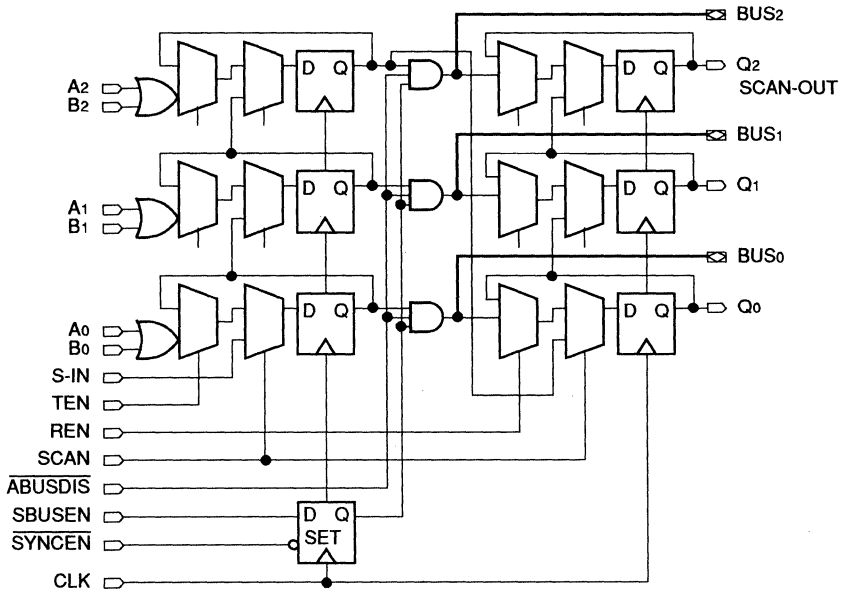 BUS2
D Q
D Q
Q2
SCAN-OUT
A2
B2
BUS1
D Q
D Q
Q1
A1
B1
BUS0
D Q
D Q
Q0
A0
B0
S-IN
TEN
REN
SCAN
ABUSDIS
SBUSEN
D Q
SET
SYNCEN
CLK